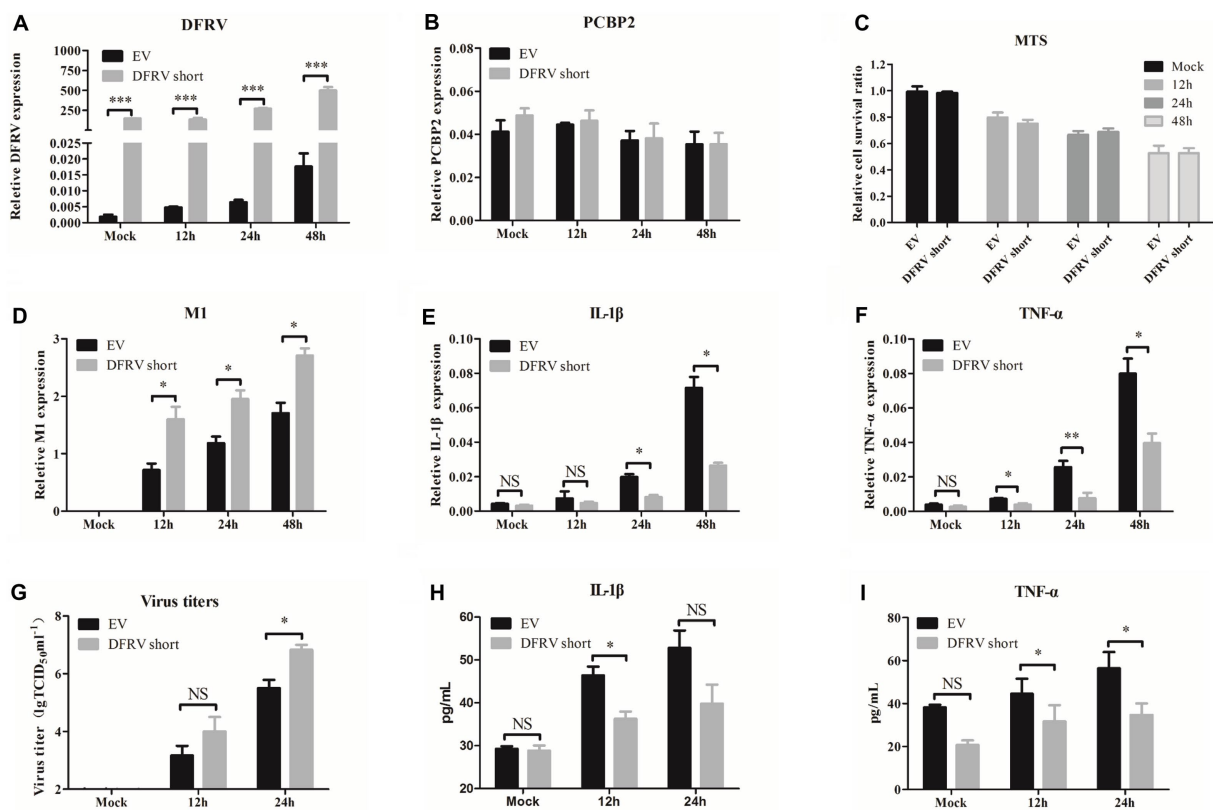 A
DFRV
Reletive DFRV expression
EV
DFRV short
1000
750
500
250
0.020
0.015
0.010
0.005
0.000
***
***
***
***
Mock 12h 24h 48h
B
PCBP2
Reletive PCBP2 expression
EV
DFRV short
0.08
0.06
0.04
0.02
0.00
Mock 12h 24h 48h
C
MTS
Relative cell survival ratio
Mock
12h
24h
48h
1.2
1.0
0.8
0.6
0.4
0.2
0.0
EV
DFRV short
EV
DFRV short
EV
DFRV short
EV
DFRV short
D
M1
Reletive M1 expression
EV
DFRV short
3
2
1
0
*
*
*
Mock 12h 24h 48h
E
IL-1β
Reletive IL-1β expression
EV
DFRV short
0.10
0.08
0.06
0.04
0.02
0.00
NS
NS
*
*
Mock 12h 24h 48h
F
TNF-α
Reletive TNF-α expression
EV
DFRV short
0.10
0.08
0.06
0.04
0.02
0.00
NS
*
**
*
Mock 12h 24h 48h
G
Virus titers
Virus titer (lgTCID50ml-1)
EV
DFRV short
8
6
4
2
NS
*
Mock 12h 24h
H
IL-1β
pg/mL
EV
DFRV short
60
50
40
30
20
NS
*
NS
Mock 12h 24h
I
TNF-α
pg/mL
EV
DFRV short
80
60
40
20
0
NS
*
*
Mock 12h 24h